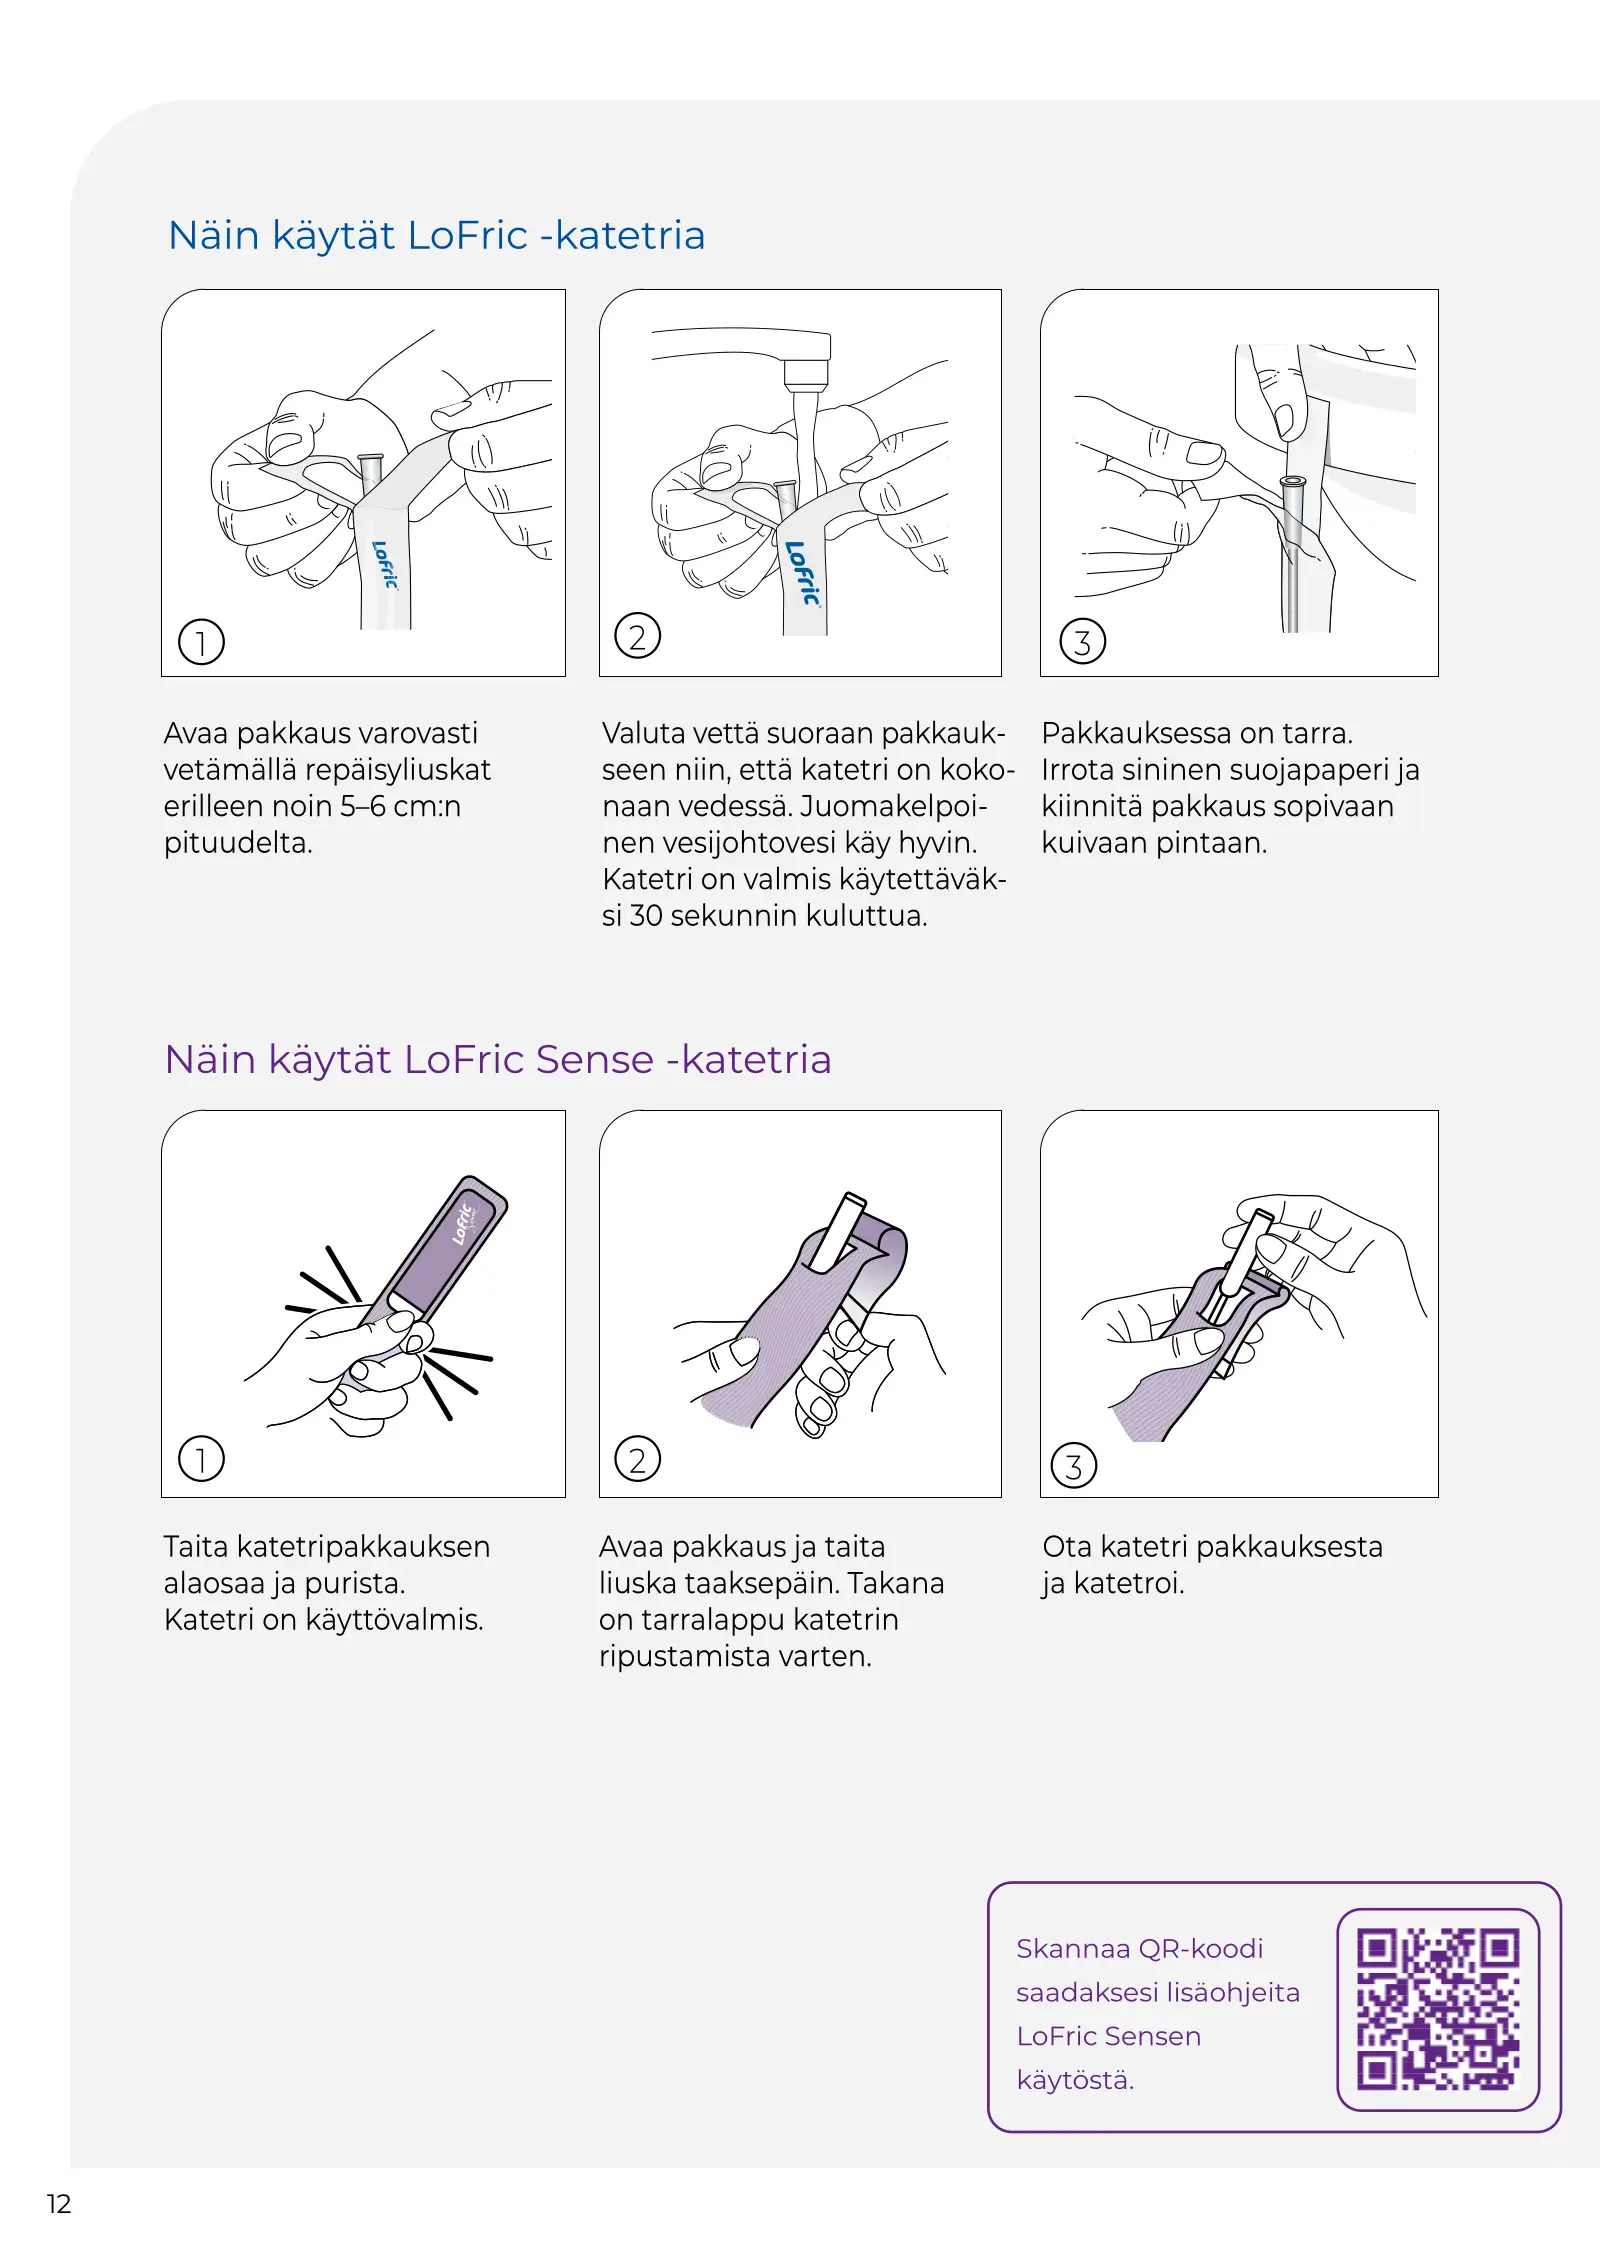 Näin käytät LoFric -katetria
LoFric
1
LoFric
2
3
Avaa pakkaus varovasti
vetämällä repäisyliuskat
erilleen noin 5–6 cm:n
pituudelta.
Valuta vettä suoraan pakkauk-
seen niin, että katetri on koko-
naan vedessä. Juomakelpoi-
nen vesijohtovesi käy hyvin.
Katetri on valmis käytettäväk-
si 30 sekunnin kuluttua.
Pakkauksessa on tarra.
Irrota sininen suojapaperi ja
kiinnitä pakkaus sopivaan
kuivaan pintaan.
Näin käytät LoFric Sense -katetria
LoFric
Sense
1
2
3
Taita katetripakkauksen
alaosaa ja purista.
Katetri on käyttövalmis.
Avaa pakkaus ja taita
liuska taaksepäin. Takana
on tarralappu katetrin
ripustamista varten.
Ota katetri pakkauksesta
ja katetroi.
Skannaa QR-koodi
saadaksesi lisäohjeita
LoFric Sensen
käytöstä.
12